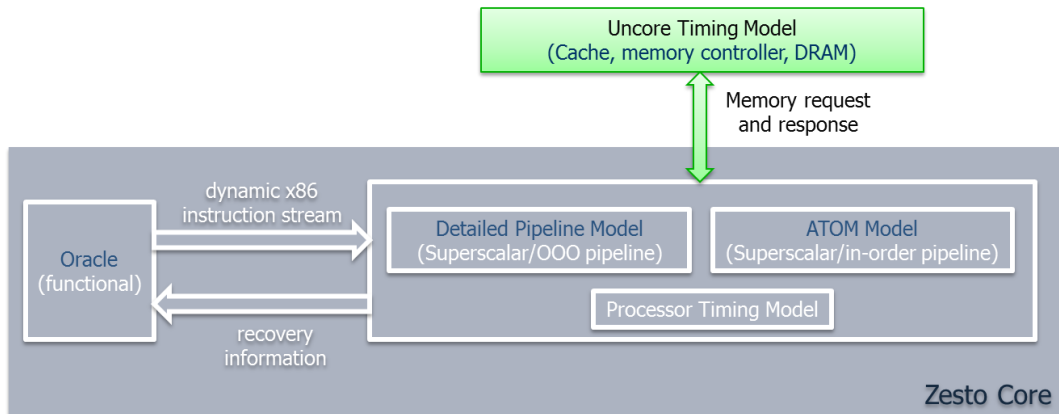 Uncore Timing Model
(Cache, memory controller, DRAM)
Memory request
and response
dynamic x86
instruction stream
Oracle
(functional)
recovery
information
Detailed Pipeline Model
(Superscalar/OOO pipeline)
ATOM Model
(Superscalar/in-order pipeline)
Processor Timing Model
Zesto Core